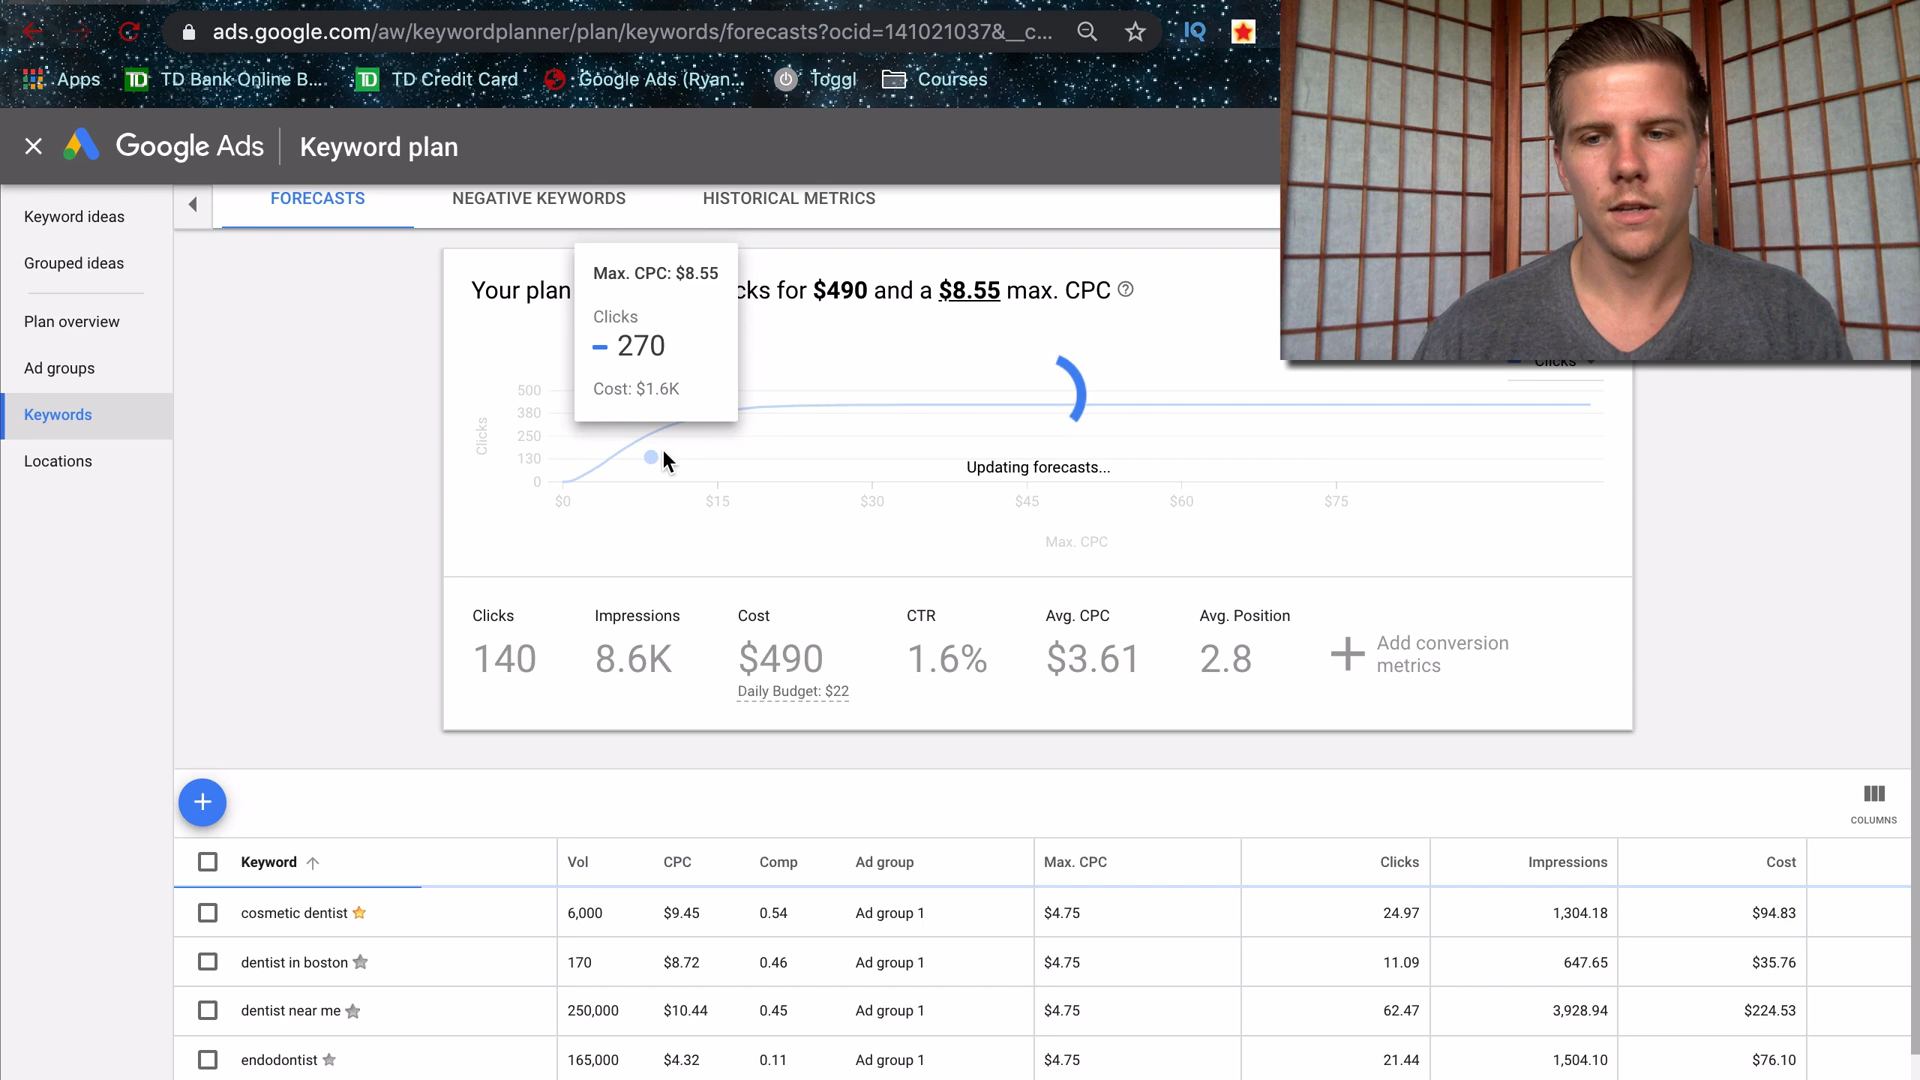 ads.google.com/aw/keywordplanner/plan/keywords/forecasts?ocid=141021037&__c...
IQ
Apps
TD
TD Bank Online B...
TD
TD Credit Card
Google Ads (Ryan...
Toggl
Courses
Google Ads
Keyword plan
Keyword ideas
Grouped ideas
Plan overview
Ad groups
Keywords
Locations
FORECASTS
NEGATIVE KEYWORDS
HISTORICAL METRICS
Your plan cks for $490 and a $8.55 max. CPC
Max. CPC: $8.55
Clicks
270
Cost: $1.6K
Clicks
500
380
250
130
0
Clicks
$0
$15
$30
$45
$60
$75
Max. CPC
Updating forecasts...
Clicks
Impressions
Cost
CTR
Avg. CPC
Avg. Position
140
8.6K
$490
1.6%
$3.61
2.8
Daily Budget: $22
Add conversion
metrics
COLUMNS
Keyword Vol CPC Comp Ad group Max. CPC Clicks Impressions Cost
cosmetic dentist 6,000 $9.45 0.54 Ad group 1 $4.75 24.97 1,304.18 $94.83
dentist in boston 170 $8.72 0.46 Ad group 1 $4.75 11.09 647.65 $35.76
dentist near me 250,000 $10.44 0.45 Ad group 1 $4.75 62.47 3,928.94 $224.53
endodontist 165,000 $4.32 0.11 Ad group 1 $4.75 21.44 1,504.10 $76.10